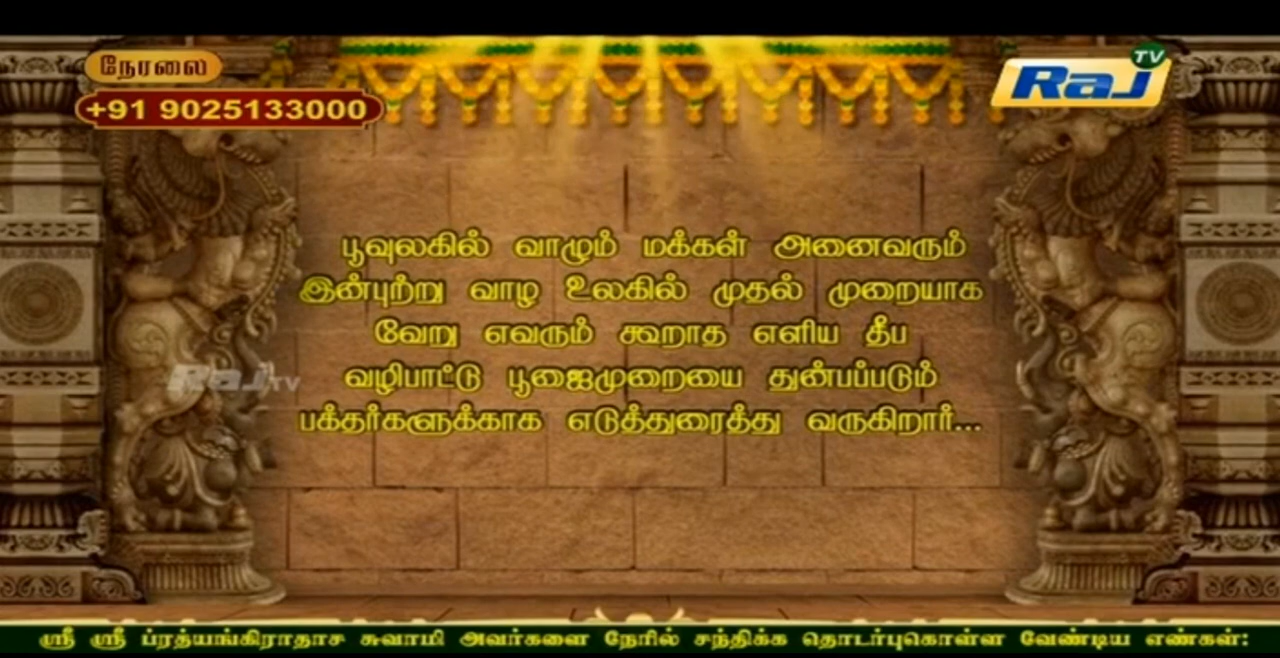 நேரலை
+91 9025133000
Raj TV
பூவுலகில் வாழும் மக்கள் அனைவரும்
இன்புற்று வாழ உலகில் முதல் முறையாக
வேறு எவரும் கூறாத எளிய தீப
வழிபாட்டு பூஜைமுறையை துன்பப்படும்
பக்தர்களுக்காக எடுத்துரைத்து வருகிறார்...
Raj TV
ஸ்ரீ ஸ்ரீ ப்ரத்யங்கிராதாச சுவாமி அவர்களை நேரில் சந்திக்க தொடர்புகொள்ள வேண்டிய எண்கள்: